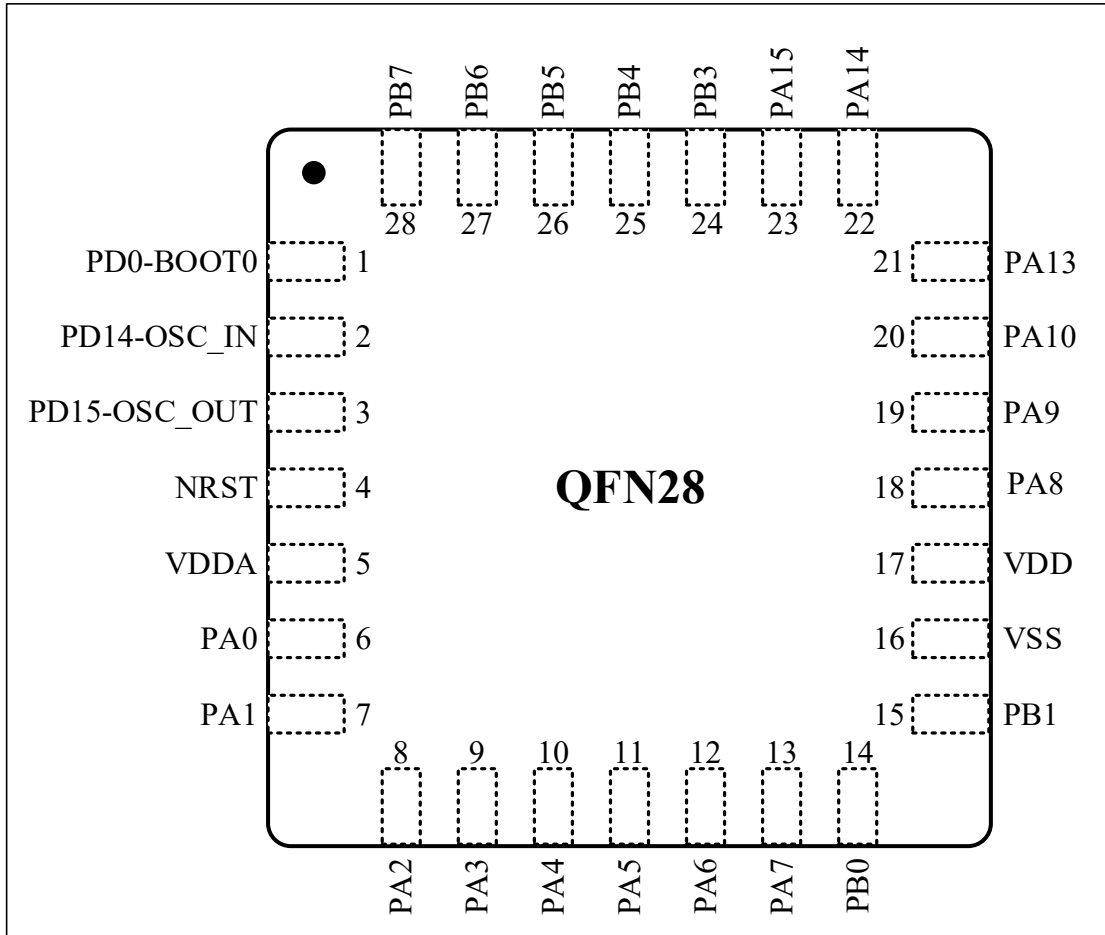 PB7 PB6 PB5 PB4 PB3 PA15 PA14
28 27 26 25 24 23 22
PD0-BOOT0 1 21 PA13
PD14-OSC_IN 2 20 PA10
PD15-OSC_OUT 3 19 PA9
NRST 4 QFN28 18 PA8
VDDA 5 17 VDD
PA0 6 16 VSS
PA1 7 15 PB1
8 9 10 11 12 13 14
PA2 PA3 PA4 PA5 PA6 PA7 PB0